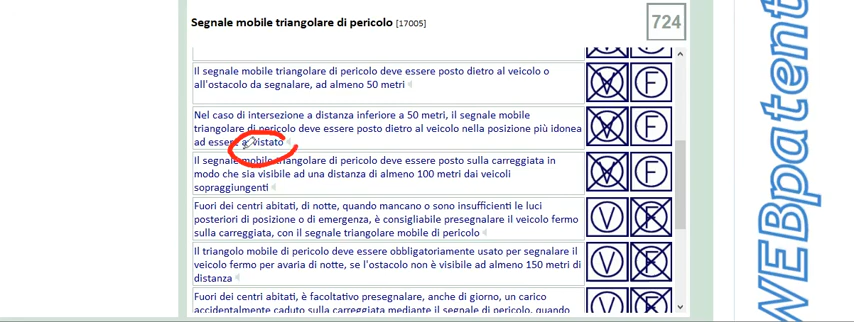 Segnale mobile triangolare di pericolo [17005]
724
V F
Il segnale mobile triangolare di pericolo deve essere posto dietro al veicolo o
all'ostacolo da segnalare, ad almeno 50 metri
V F
Nel caso di intersezione a distanza inferiore a 50 metri, il segnale mobile
triangolare di pericolo deve essere posto dietro al veicolo nella posizione più idonea
ad essere vistato
V F
Il segnale mobile triangolare di pericolo deve essere posto sulla carreggiata in
modo che sia visibile ad una distanza di almeno 100 metri dai veicoli
sopraggiungenti
V F
Fuori dei centri abitati, di notte, quando mancano o sono insufficienti le luci
posteriori di posizione o di emergenza, è consigliabile presegnalare il veicolo fermo
sulla carreggiata, con il segnale triangolare mobile di pericolo
V F
Il triangolo mobile di pericolo deve essere obbligatoriamente usato per segnalare il
veicolo fermo per avaria di notte, se l'ostacolo non è visibile ad almeno 150 metri di
distanza
V F
Fuori dei centri abitati, è facoltativo presegnalare, anche di giorno, un carico
accidentalmente caduto sulla carreggiata mediante il segnale di pericolo, quando
V F
WEBpatent